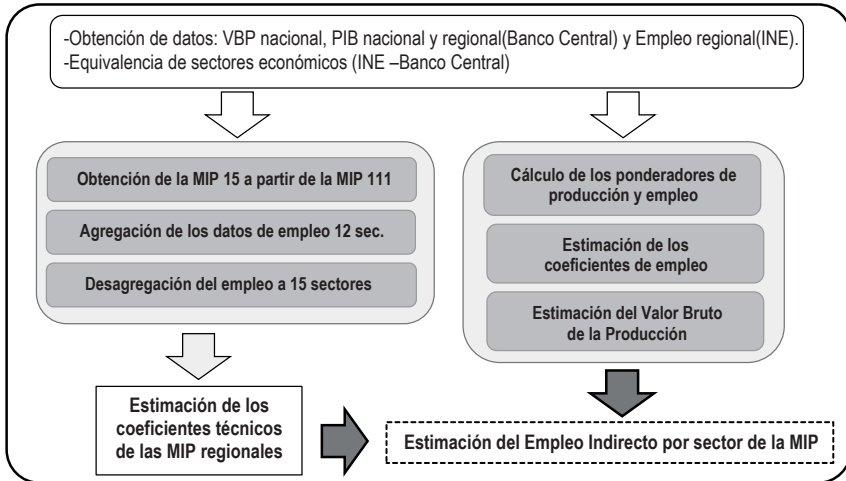 -Obtención de datos: VBP nacional, PIB nacional y regional(Banco Central) y Empleo regional(INE).
-Equivalencia de sectores económicos (INE –Banco Central)
Obtención de la MIP 15 a partir de la MIP 111
Agregación de los datos de empleo 12 sec.
Desagregación del empleo a 15 sectores
Cálculo de los ponderadores de
producción y empleo
Estimación de los
coeficientes de empleo
Estimación del Valor Bruto
de la Producción
Estimación de los
coeficientes técnicos
de las MIP regionales
Estimación del Empleo Indirecto por sector de la MIP